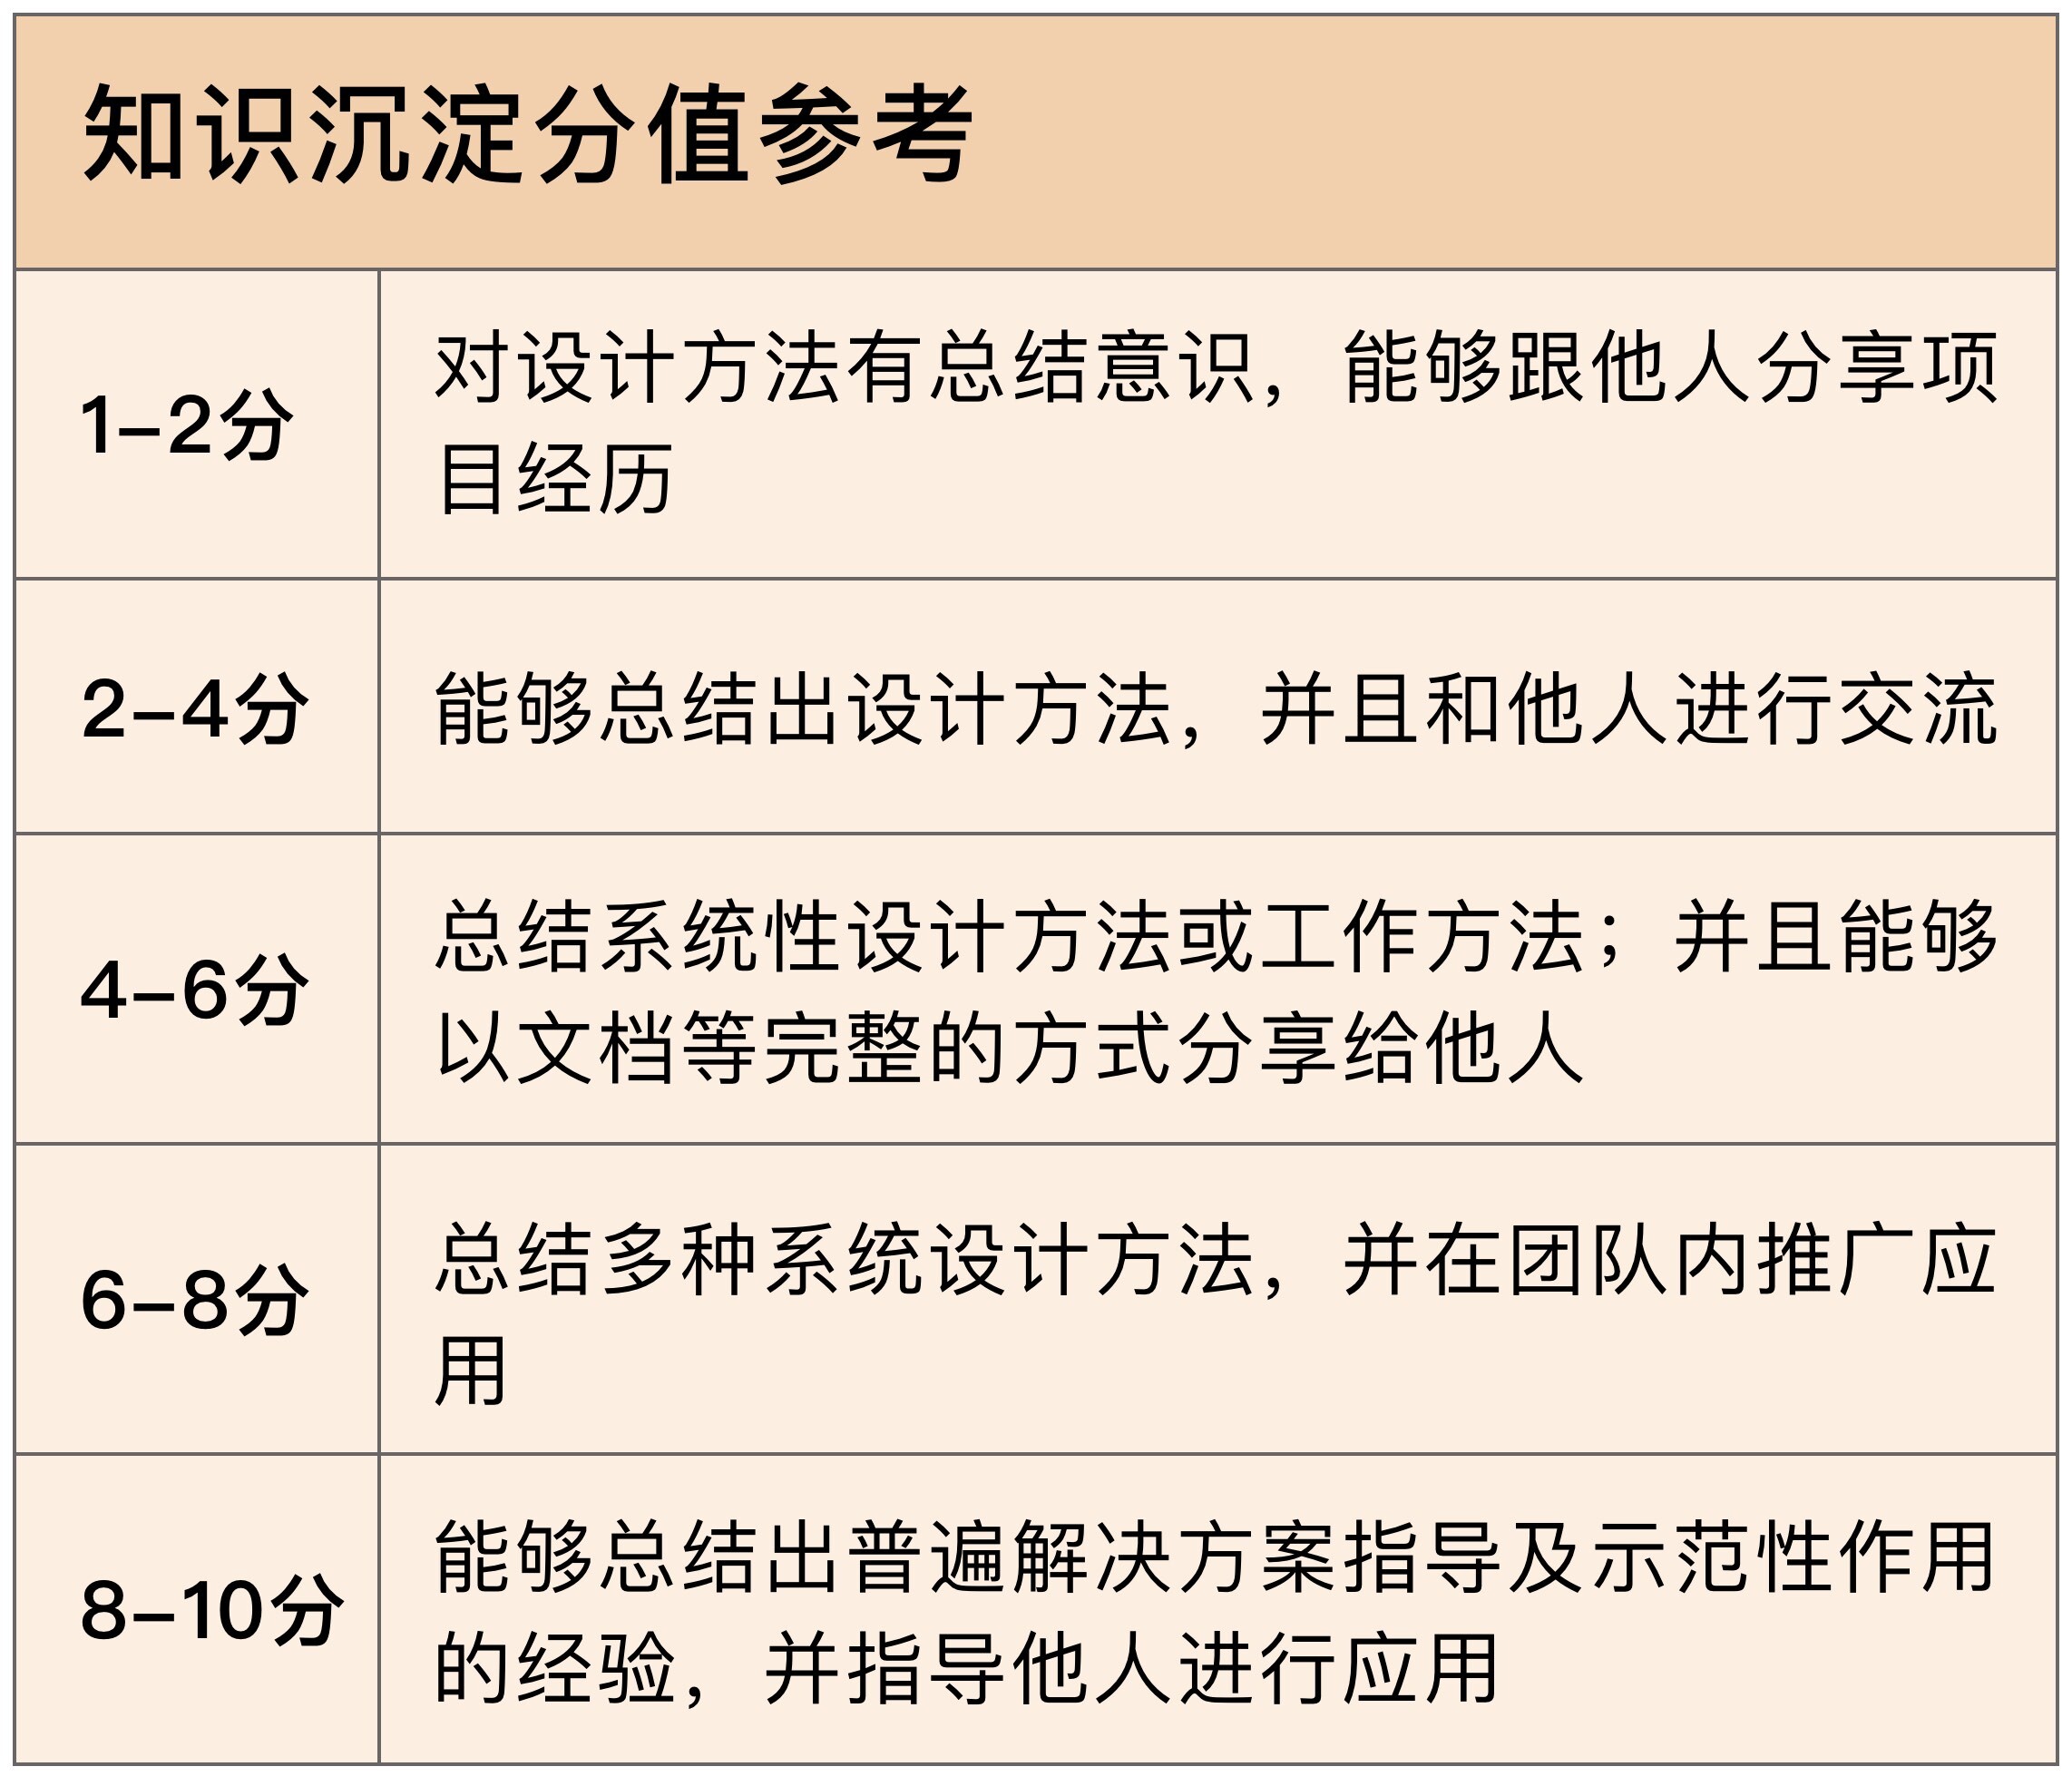 知识沉淀分值参考
1–2分
对设计方法有总结意识，能够跟他人分享项
目经历
2–4分
能够总结出设计方法，并且和他人进行交流
4–6分
总结系统性设计方法或工作方法；并且能够
以文档等完整的方式分享给他人
6–8分
总结多种系统设计方法，并在团队内推广应
用
8–10分
能够总结出普遍解决方案指导及示范性作用
的经验，并指导他人进行应用